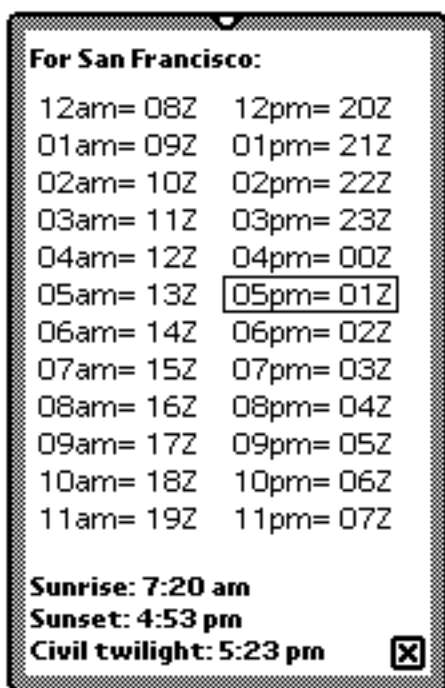 For San Francisco:
12am= 08Z 12pm= 20Z
01am= 09Z 01pm= 21Z
02am= 10Z 02pm= 22Z
03am= 11Z 03pm= 23Z
04am= 12Z 04pm= 00Z
05am= 13Z 05pm= 01Z
06am= 14Z 06pm= 02Z
07am= 15Z 07pm= 03Z
08am= 16Z 08pm= 04Z
09am= 17Z 09pm= 05Z
10am= 18Z 10pm= 06Z
11am= 19Z 11pm= 07Z
Sunrise: 7:20 am
Sunset: 4:53 pm
Civil twilight: 5:23 pm